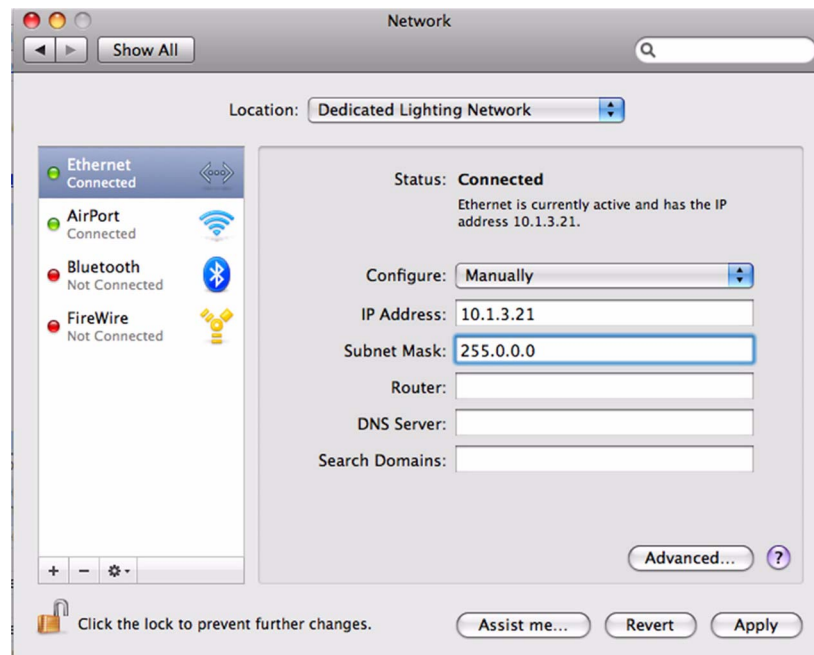 Network
Show All
Location: Dedicated Lighting Network
Ethernet
Connected
AirPort
Connected
Bluetooth
Not Connected
FireWire
Not Connected
Status: Connected
Ethernet is currently active and has the IP
address 10.1.3.21.
Configure: Manually
IP Address: 10.1.3.21
Subnet Mask: 255.0.0.0
Router:
DNS Server:
Search Domains:
Advanced... ?
+ −
Click the lock to prevent further changes.
Assist me... Revert Apply